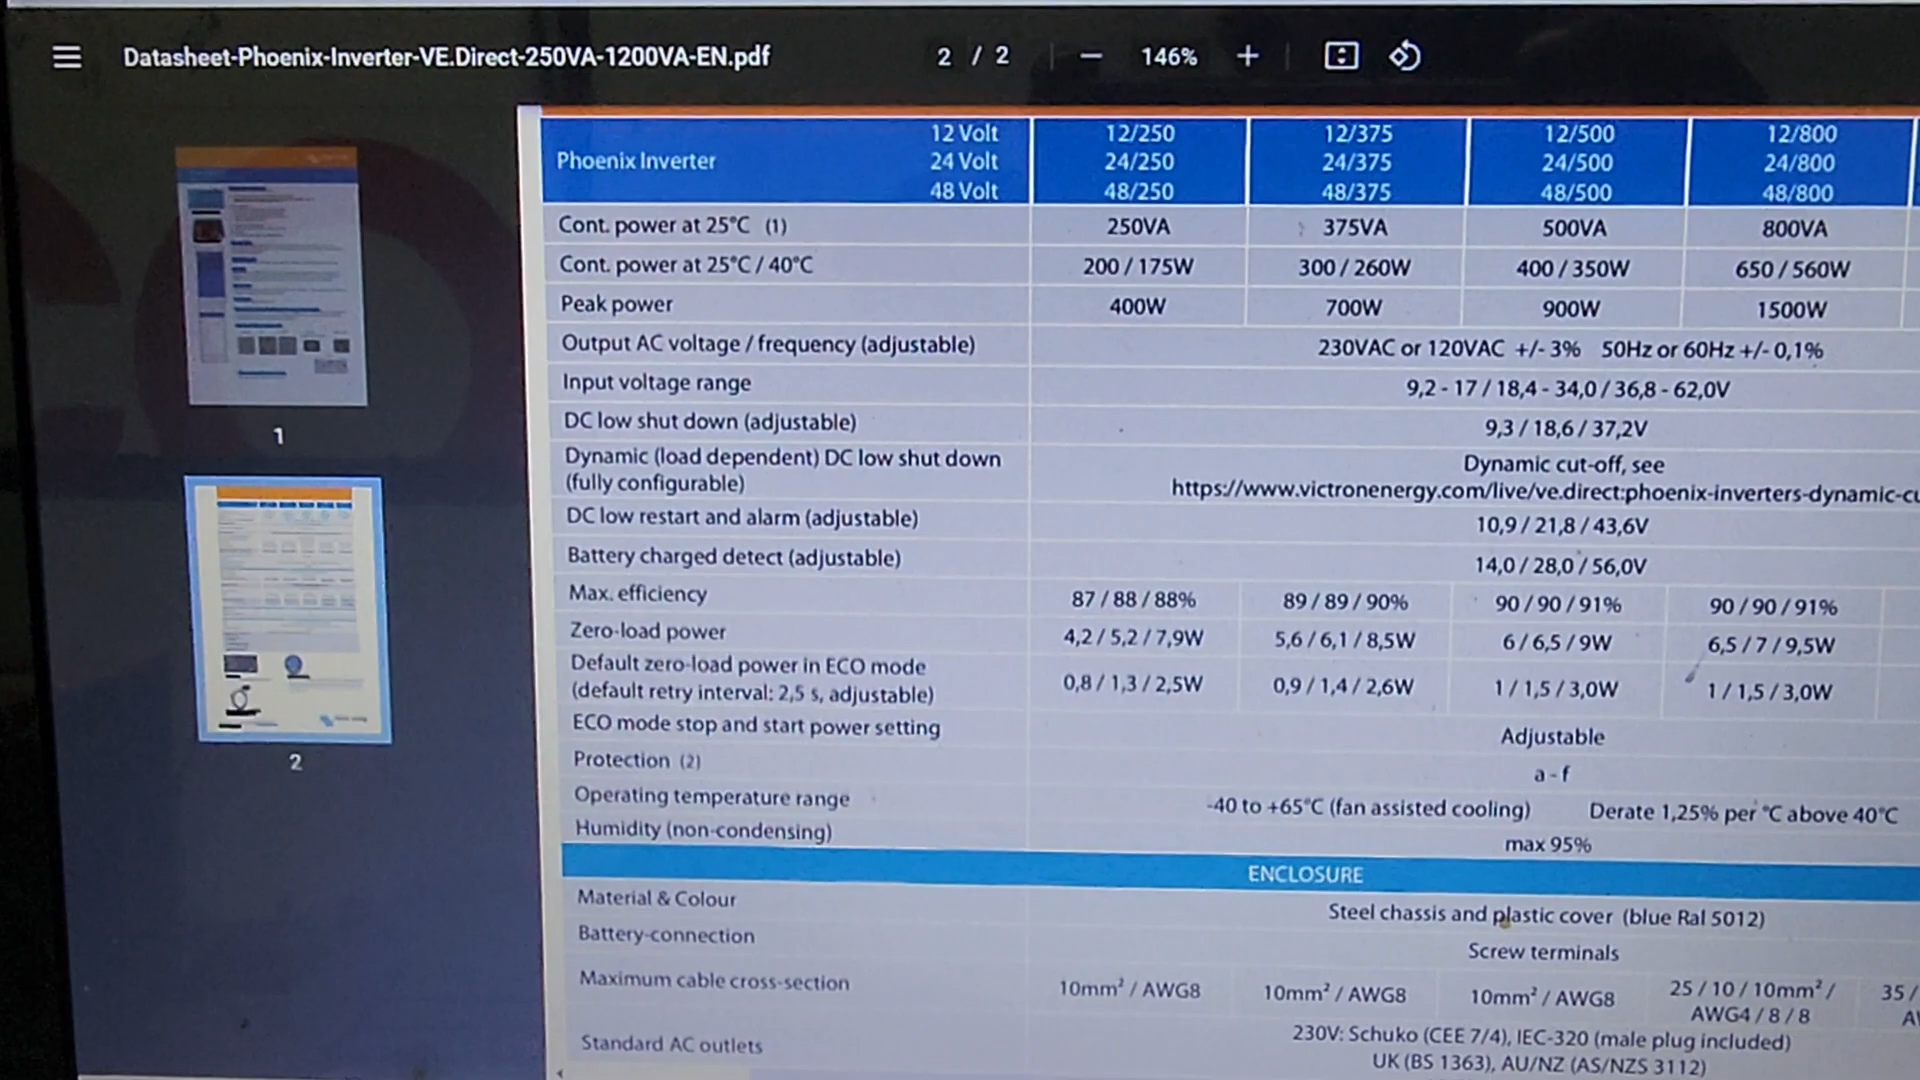 Datasheet-Phoenix-Inverter-VE.Direct-250VA-1200VA-EN.pdf 2 / 2 — 146% +
Phoenix Inverter
12 Volt 12/250 12/375 12/500 12/800
24 Volt 24/250 24/375 24/500 24/800
48 Volt 48/250 48/375 48/500 48/800
Cont. power at 25°C (1) 250VA 375VA 500VA 800VA
Cont. power at 25°C / 40°C 200 / 175W 300 / 260W 400 / 350W 650 / 560W
Peak power 400W 700W 900W 1500W
Output AC voltage / frequency (adjustable) 230VAC or 120VAC +/- 3% 50Hz or 60Hz +/- 0,1%
Input voltage range 9,2 - 17 / 18,4 - 34,0 / 36,8 - 62,0V
DC low shut down (adjustable) 9,3 / 18,6 / 37,2V
Dynamic (load dependent) DC low shut down Dynamic cut-off, see
(fully configurable) https://www.victronenergy.com/live/ve.direct:phoenix-inverters-dynamic-cu
DC low restart and alarm (adjustable) 10,9 / 21,8 / 43,6V
Battery charged detect (adjustable) 14,0 / 28,0 / 56,0V
Max. efficiency 87 / 88 / 88% 89 / 89 / 90% 90 / 90 / 91% 90 / 90 / 91%
Zero-load power 4,2 / 5,2 / 7,9W 5,6 / 6,1 / 8,5W 6 / 6,5 / 9W 6,5 / 7 / 9,5W
Default zero-load power in ECO mode
(default retry interval: 2,5 s, adjustable) 0,8 / 1,3 / 2,5W 0,9 / 1,4 / 2,6W 1 / 1,5 / 3,0W 1 / 1,5 / 3,0W
ECO mode stop and start power setting Adjustable
Protection (2) a - f
Operating temperature range -40 to +65°C (fan assisted cooling) Derate 1,25% per °C above 40°C
Humidity (non-condensing) max 95%
ENCLOSURE
Material & Colour Steel chassis and plastic cover (blue Ral 5012)
Battery-connection Screw terminals
Maximum cable cross-section 10mm² / AWG8 10mm² / AWG8 10mm² / AWG8 25 / 10 / 10mm² / 35 /
AWG4 / 8 / 8
Standard AC outlets 230V: Schuko (CEE 7/4), IEC-320 (male plug included)
UK (BS 1363), AU/NZ (AS/NZS 3112)
1
2